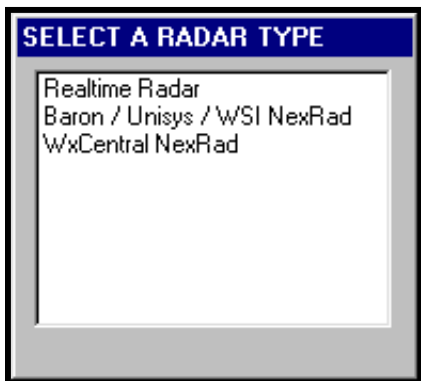 SELECT A RADAR TYPE
Realtime Radar
Baron / Unisys / WSI NexRad
WxCentral NexRad